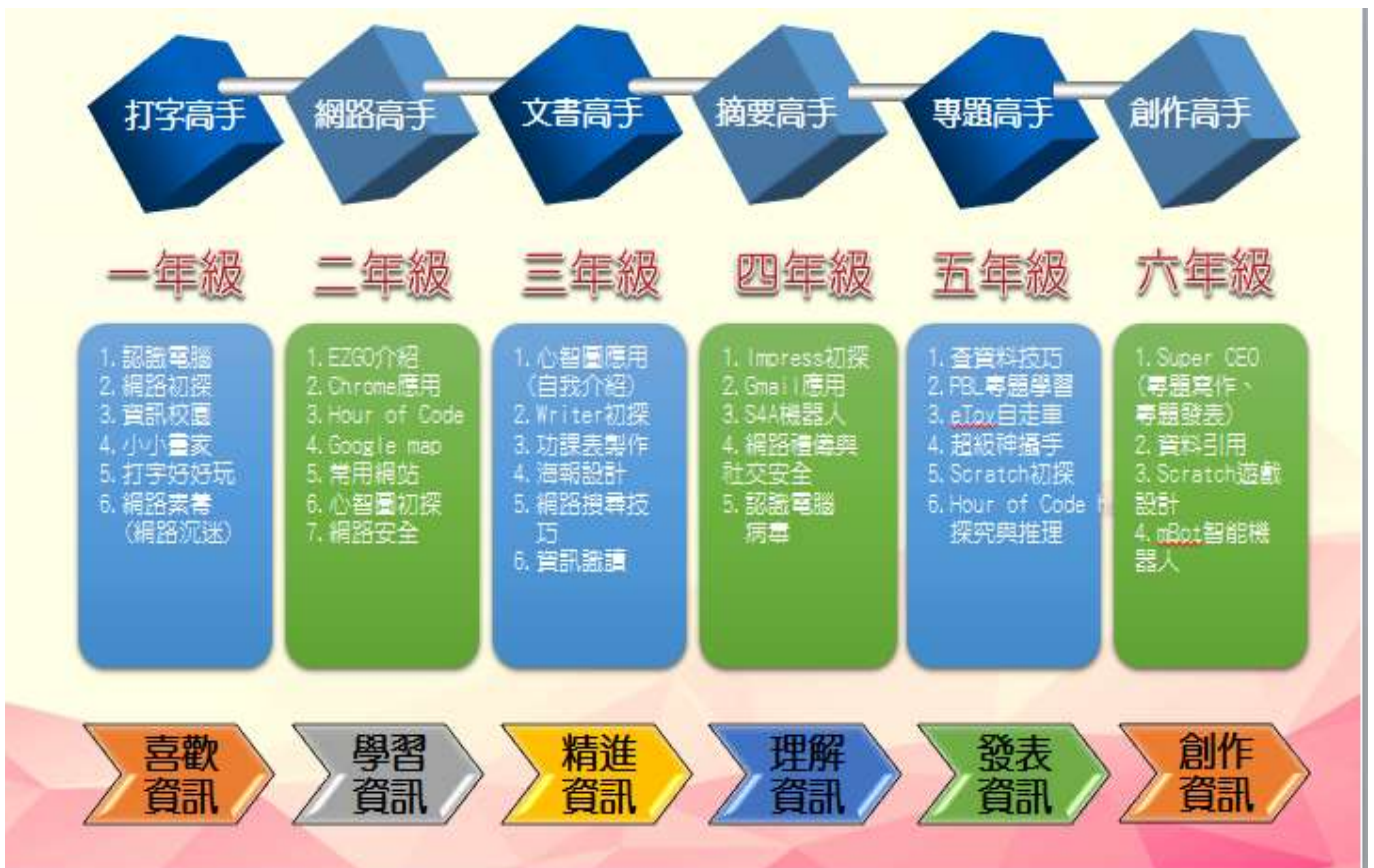 打字高手
網路高手
文書高手
摘要高手
專題高手
創作高手
一年級
二年級
三年級
四年級
五年級
六年級
1.認識電腦
2.網路初探
3.資訊校園
4.小小畫家
5.打字好好玩
6.網路素養
(網路沉迷)
1.EZGO介紹
2.Chrome應用
3.Hour of Code
4.Google map
5.常用網站
6.心智圖初探
7.網路安全
1.心智圖應用
(自我介紹)
2.Writer初探
3.功課表製作
4.海報設計
5.網路搜尋技
巧
6.資訊識讀
1.Impress初探
2.Gmail應用
3.S4A機器人
4.網路禮儀與
社交安全
5.認識電腦
病毒
1.查資料技巧
2.PBL專題學習
3.eToy自走車
4.超級神攝手
5.Scratch初探
6.Hour of Code
探究與推理
1.Super CEO
(專題寫作、
專題發表)
2.資料引用
3.Scratch遊戲
設計
4.mBot智能機
器人
喜歡
資訊
學習
資訊
精進
資訊
理解
資訊
發表
資訊
創作
資訊